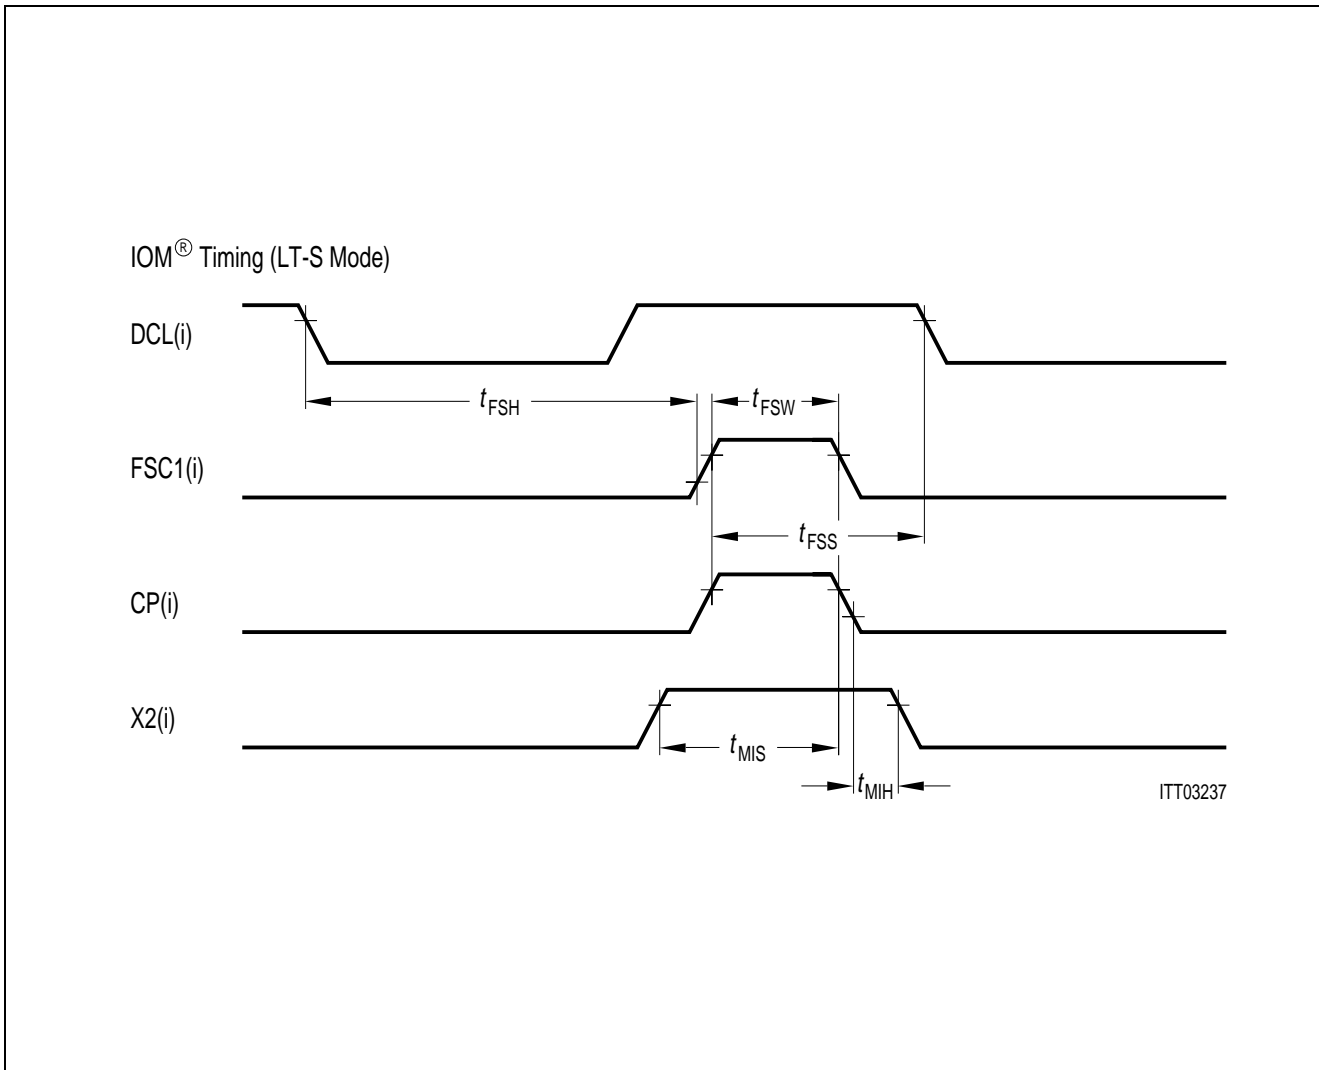 IOM® Timing (LT-S Mode)
DCL(i)
tFSH
tFSW
FSC1(i)
tFSS
CP(i)
X2(i)
tMIS
tMIH
ITT03237